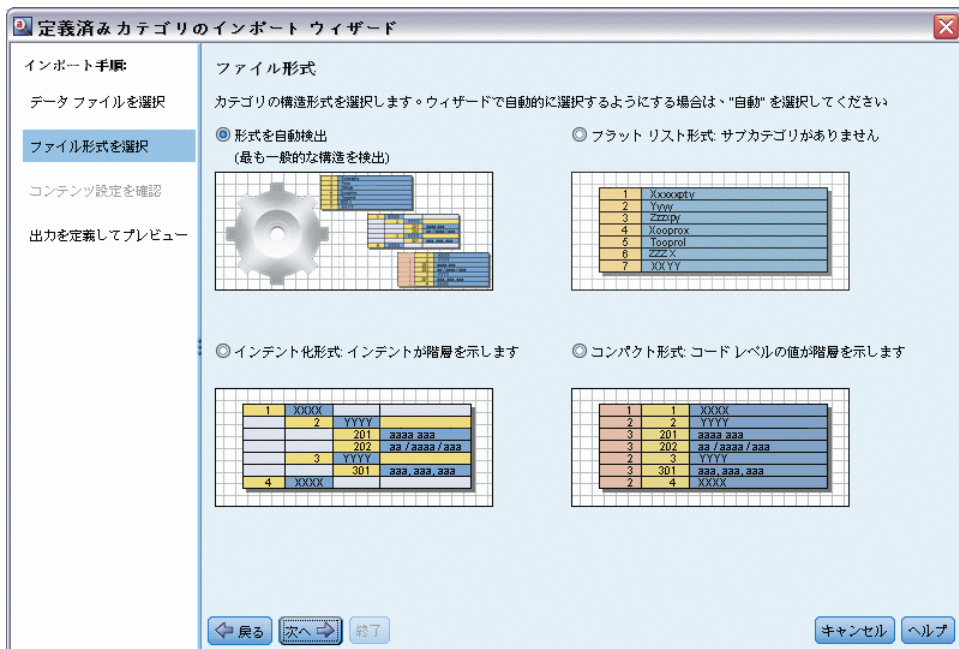 定義済みカテゴリのインポート ウィザード
インポート手順:
データ ファイルを選択
ファイル形式を選択
コンテンツ設定を確認
出力を定義してプレビュー
ファイル形式
カテゴリの構造形式を選択します。ウィザードで自動的に選択するようにする場合は、"自動" を選択してください
形式を自動検出
(最も一般的な構造を検出)
フラット リスト形式: サブカテゴリがありません
1 Xxxoopty
2 Yyyy
3 Zzzipy
4 Xooprox
5 Tooprol
6 ZZZ X
7 XX YY
インデント化形式: インデントが階層を示します
1 XXXX
2 YYYY
201 aaaa aaa
202 aa / aaaa / aaa
3 YYYY
301 aaa, aaa, aaa
4 XXXX
コンパクト形式: コード レベルの値が階層を示します
1 1 XXXX
2 2 YYYY
3 201 aaaa aaa
3 202 aa / aaaa / aaa
2 3 YYYY
3 301 aaa, aaa, aaa
2 4 XXXX
戻る 次へ 終了 キャンセル ヘルプ